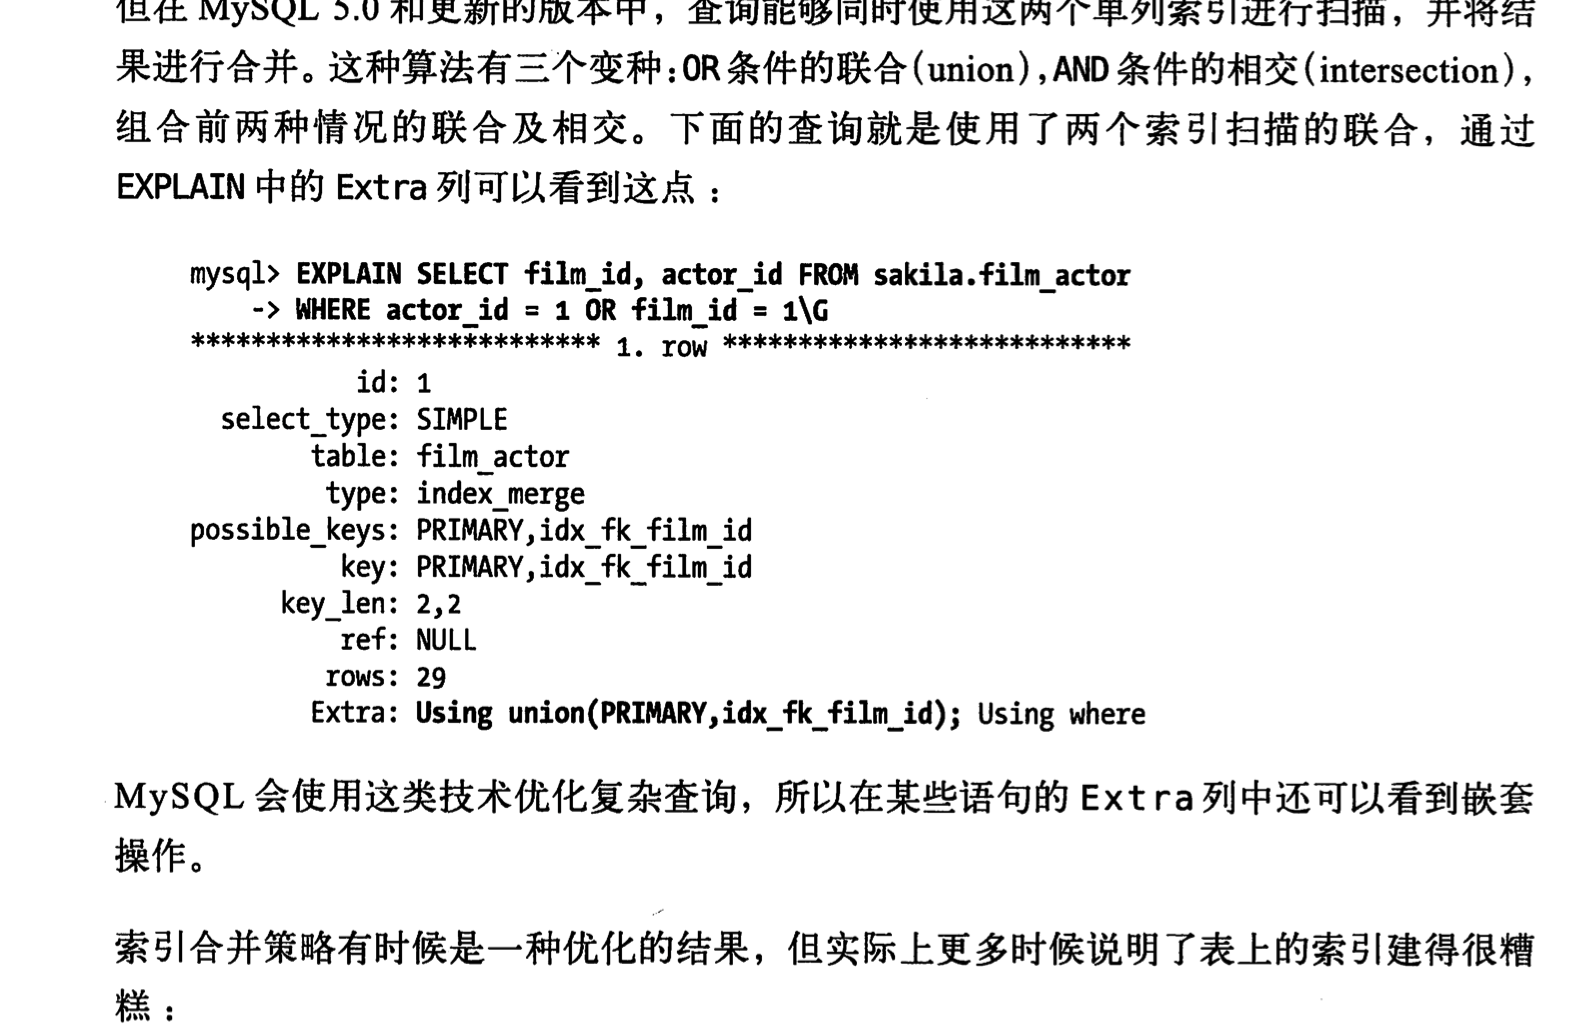 但在 MySQL 5.0 和更新的版本中，查询能够同时使用这两个单列索引进行扫描，并将结
果进行合并。这种算法有三个变种:OR条件的联合(union),AND条件的相交(intersection),
组合前两种情况的联合及相交。下面的查询就是使用了两个索引扫描的联合，通过
EXPLAIN 中的 Extra 列可以看到这点：
mysql> EXPLAIN SELECT film_id, actor_id FROM sakila.film_actor
-> WHERE actor_id = 1 OR film_id = 1\G
*************************** 1. row ***************************
id: 1
select_type: SIMPLE
table: film_actor
type: index_merge
possible_keys: PRIMARY,idx_fk_film_id
key: PRIMARY,idx_fk_film_id
key_len: 2,2
ref: NULL
rows: 29
Extra: Using union(PRIMARY,idx_fk_film_id); Using where
MySQL 会使用这类技术优化复杂查询，所以在某些语句的 Extra 列中还可以看到嵌套
操作。
索引合并策略有时候是一种优化的结果，但实际上更多时候说明了表上的索引建得很糟
糕：